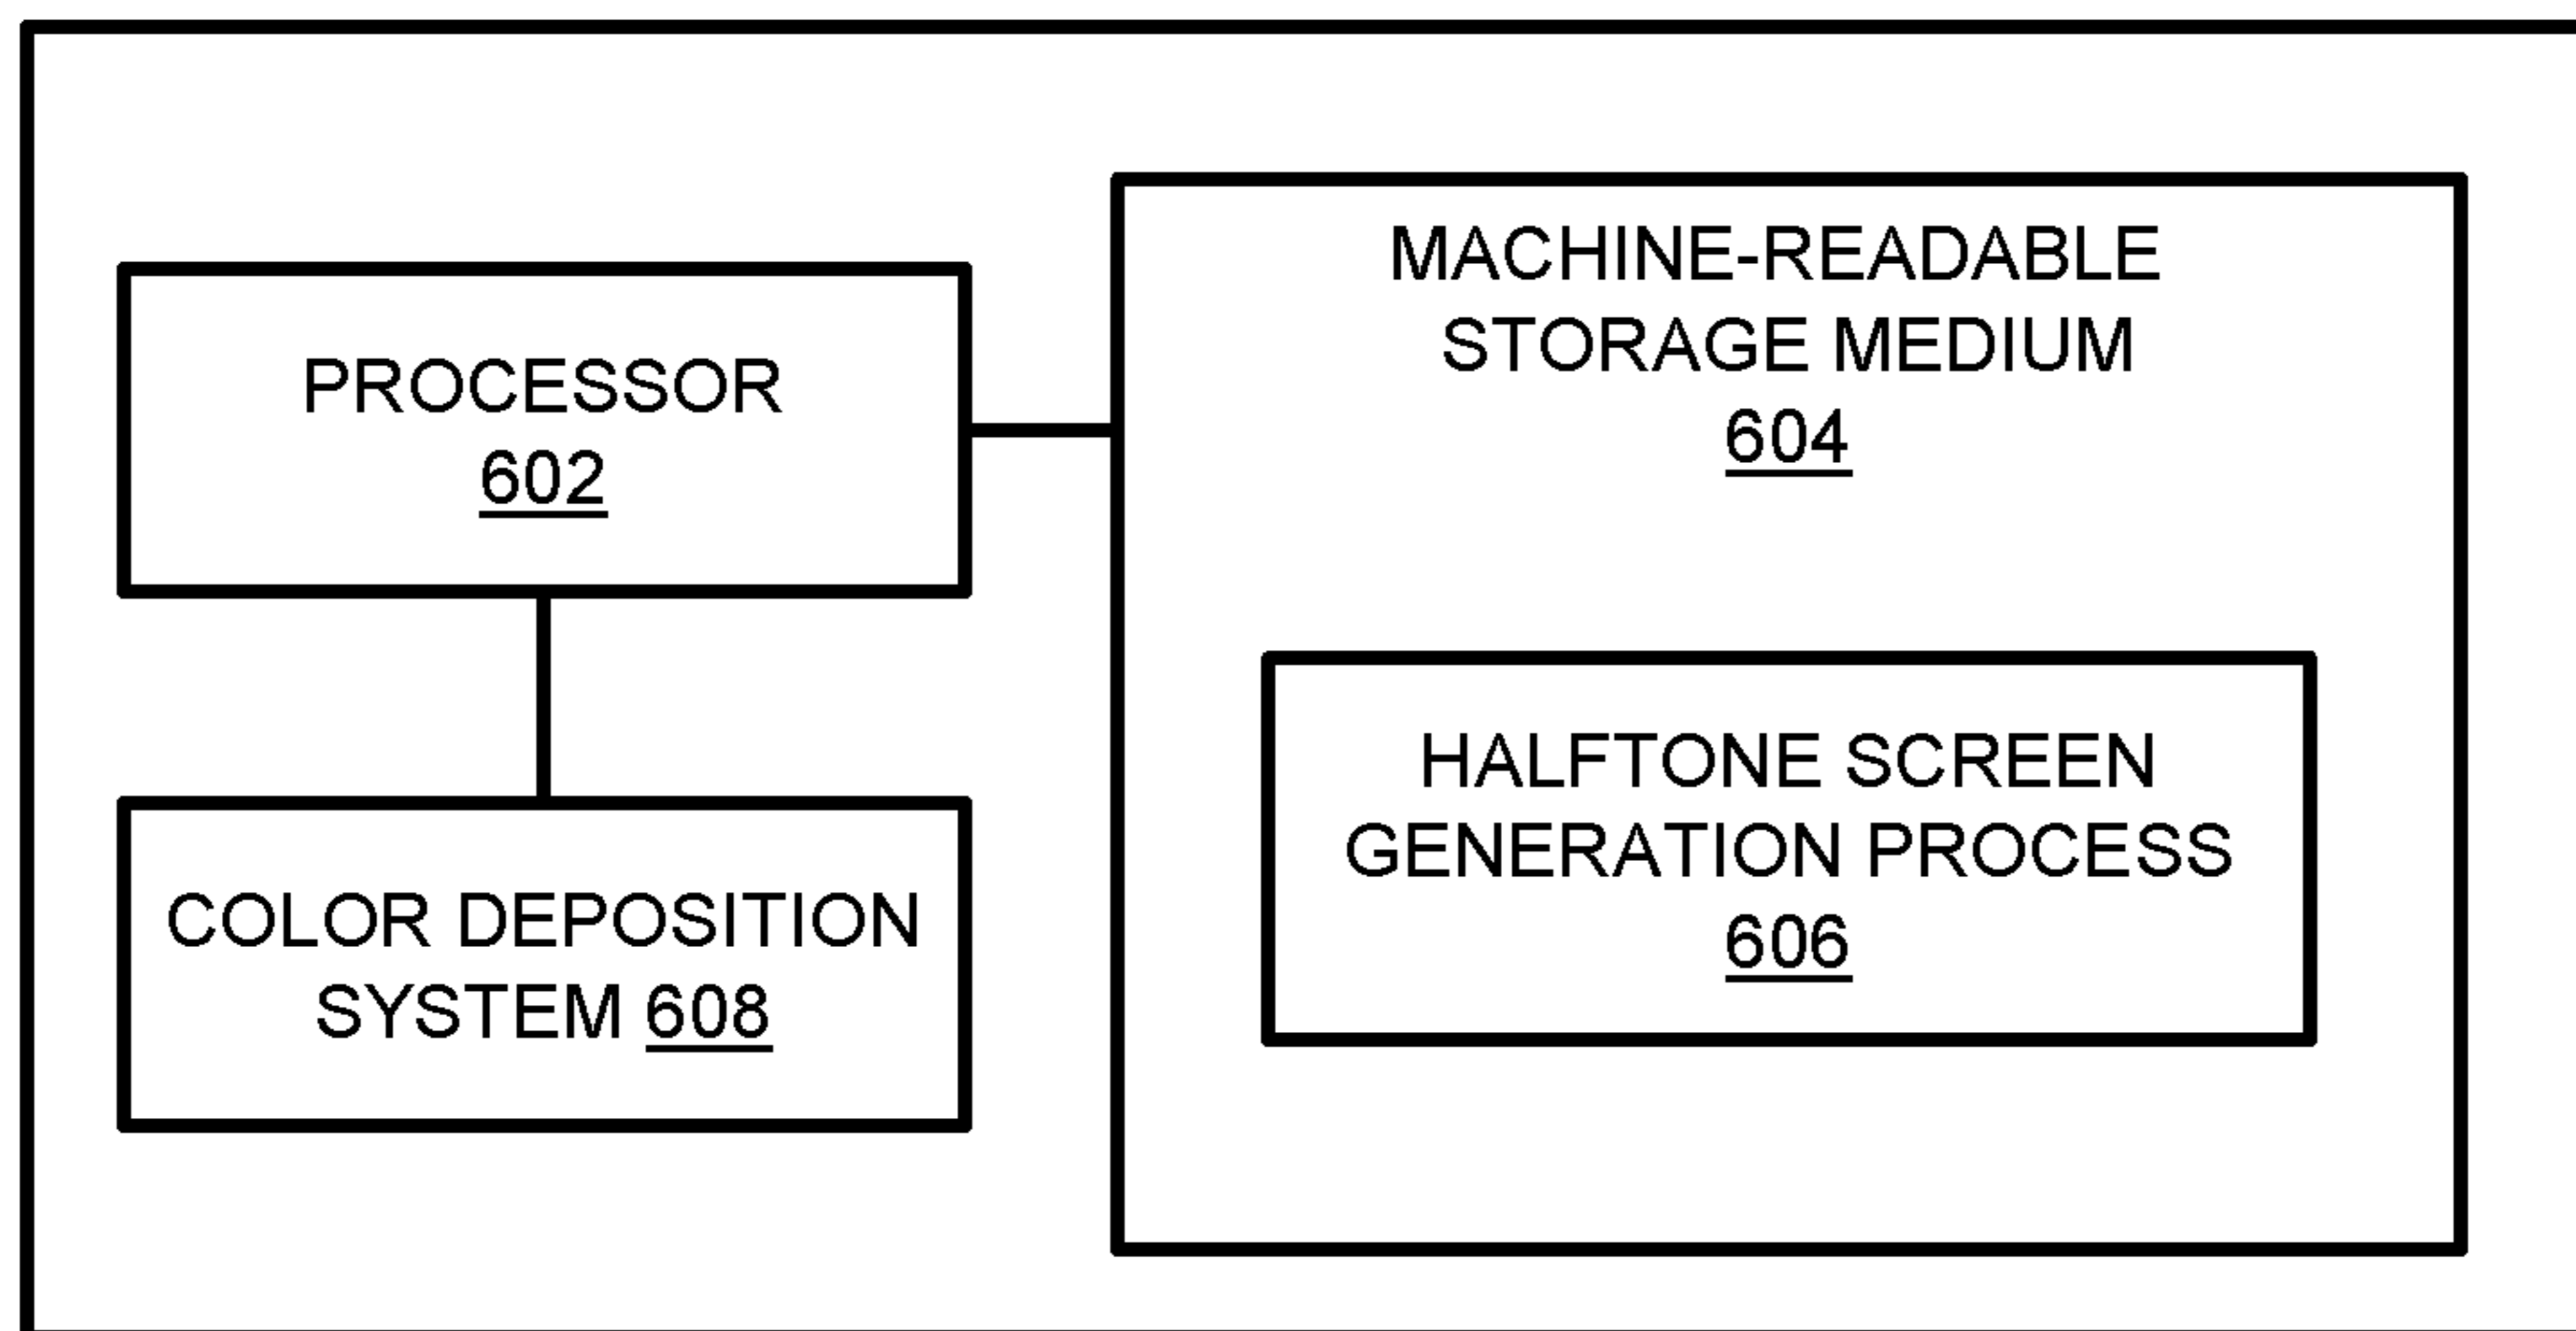 PROCESSOR
602
MACHINE-READABLE
STORAGE MEDIUM
604
COLOR DEPOSITION
SYSTEM 608
HALFTONE SCREEN
GENERATION PROCESS
606